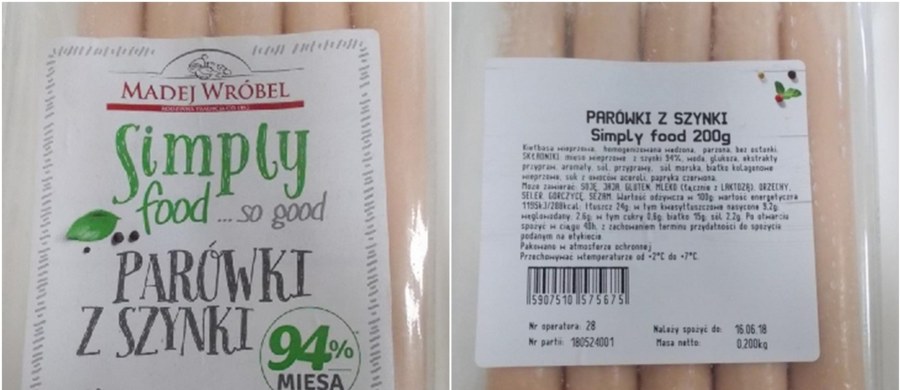 MADEJ WRÓBEL
Simply
food ...so good
PARÓWKI
Z SZYNKI
94%
MIĘSA
PARÓWKI Z SZYNKI
Simply food 200g
Kiełbasa wieprzowa, homogenizowana wędzona, parzona, bez osłonki.
SKŁADNIKI: mięso wieprzowe z szynki 94%, woda, glukoza, ekstrakty
przypraw, aromaty, sól, przyprawy, sól morska, białko kolagenowe
wieprzowe, sok z owoców aceroli, papryka czerwona.
Może zawierać: SOJĘ, JAJA, GLUTEN, MLEKO (łącznie z LAKTOZĄ), ORZECHY,
SELER, GORCZYCĘ, SEZAM. Wartość odżywcza w 100g: wartość energetyczna
1195kJ/288kcal, tłuszcz 24g, w tym kwasy tłuszczowe nasycone 9,2g,
węglowodany 2,6g, w tym cukry 0,6g, białko 15g, sól 2,2g. Po otwarciu
spożyć w ciągu 48h, z zachowaniem terminu przydatności do spożycia
podanym na etykiecie.
Pakowano w atmosferze ochronnej
Przechowywać wtemperaturze od +2°C do +7°C.
5907510 575675
Nr operatora: 28
Należy spożyć do: 16.06.18
Nr partii: 180524001
Masa netto: 0,200kg